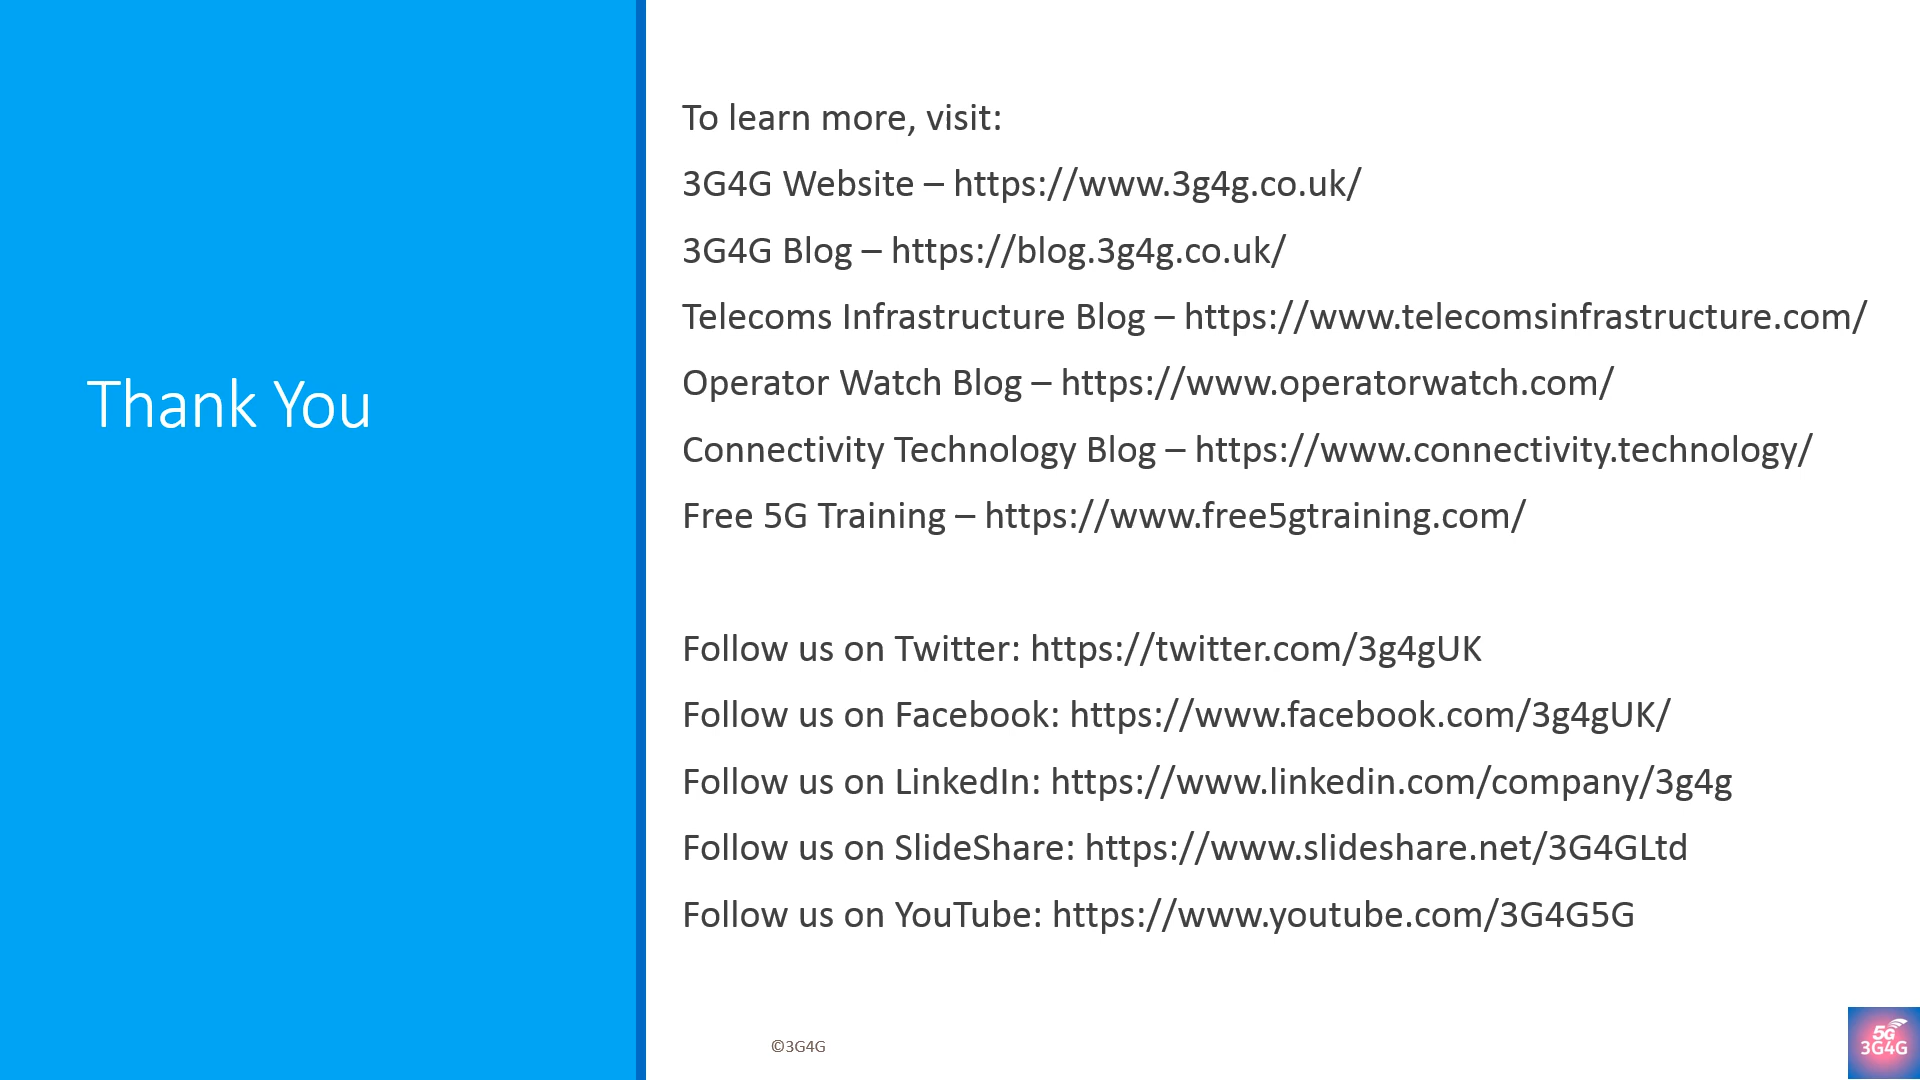 Thank You
To learn more, visit:
3G4G Website – https://www.3g4g.co.uk/
3G4G Blog – https://blog.3g4g.co.uk/
Telecoms Infrastructure Blog – https://www.telecomsinfrastructure.com/
Operator Watch Blog – https://www.operatorwatch.com/
Connectivity Technology Blog – https://www.connectivity.technology/
Free 5G Training – https://www.free5gtraining.com/
Follow us on Twitter: https://twitter.com/3g4gUK
Follow us on Facebook: https://www.facebook.com/3g4gUK/
Follow us on LinkedIn: https://www.linkedin.com/company/3g4g
Follow us on SlideShare: https://www.slideshare.net/3G4GLtd
Follow us on YouTube: https://www.youtube.com/3G4G5G
©3G4G
5G
3G4G